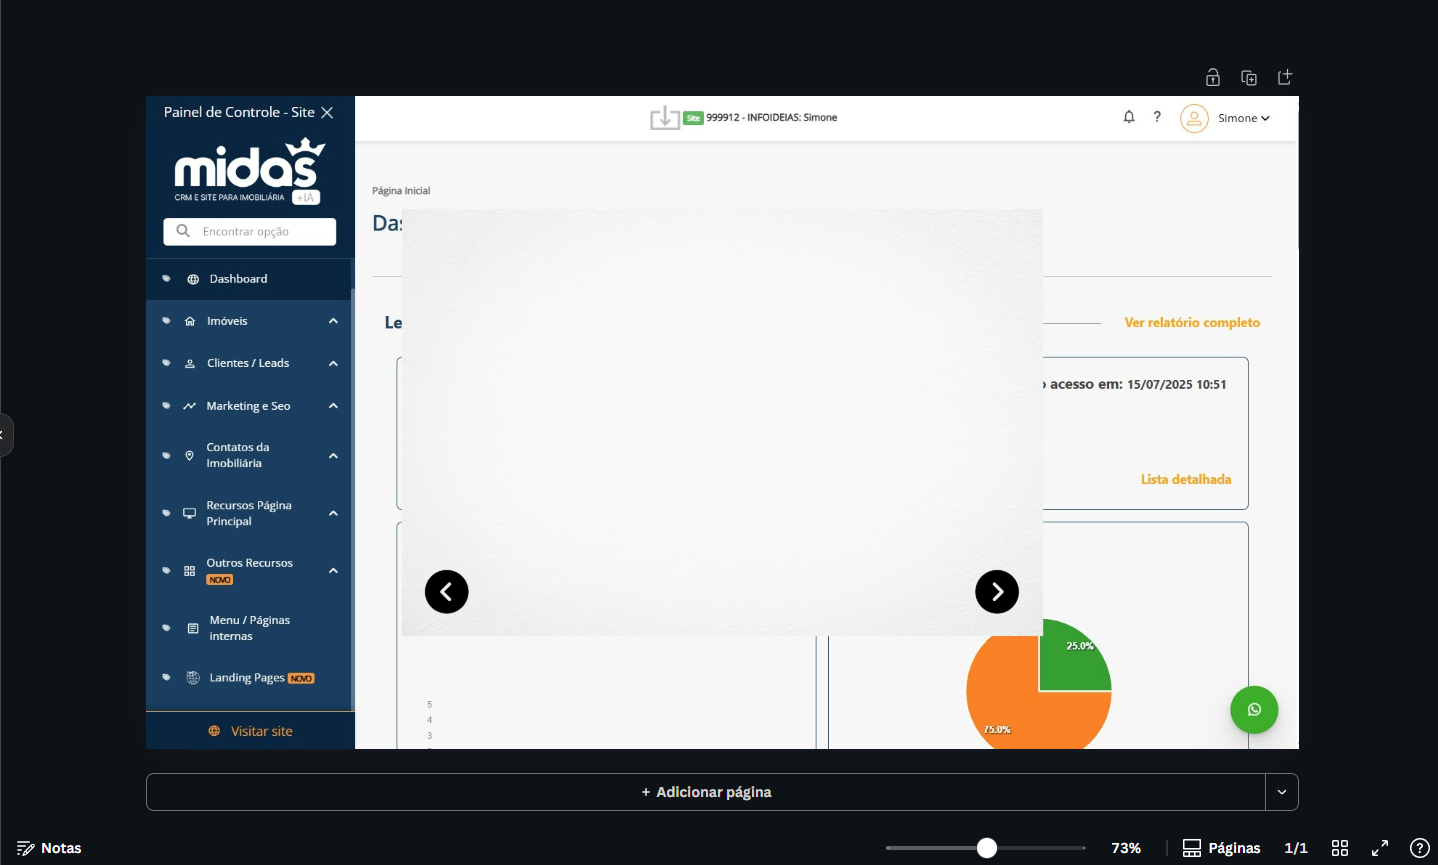 Painel de Controle - Site
midas
CRM E SITE PARA IMOBILIÁRIA +IA
Encontrar opção
Dashboard
Imóveis
Clientes / Leads
Marketing e Seo
Contatos da
Imobiliária
Recursos Página
Principal
Outros Recursos
NOVO
Menu / Páginas
internas
Landing Pages NOVO
Visitar site
Site 999912 - INFOIDEIAS: Simone
? Simone
Página Inicial
Das
Le
Ver relatório completo
acesso em: 15/07/2025 10:51
Lista detalhada
5
4
3
25.0%
75.0%
+ Adicionar página
Notas
73%
Páginas
1/1
?